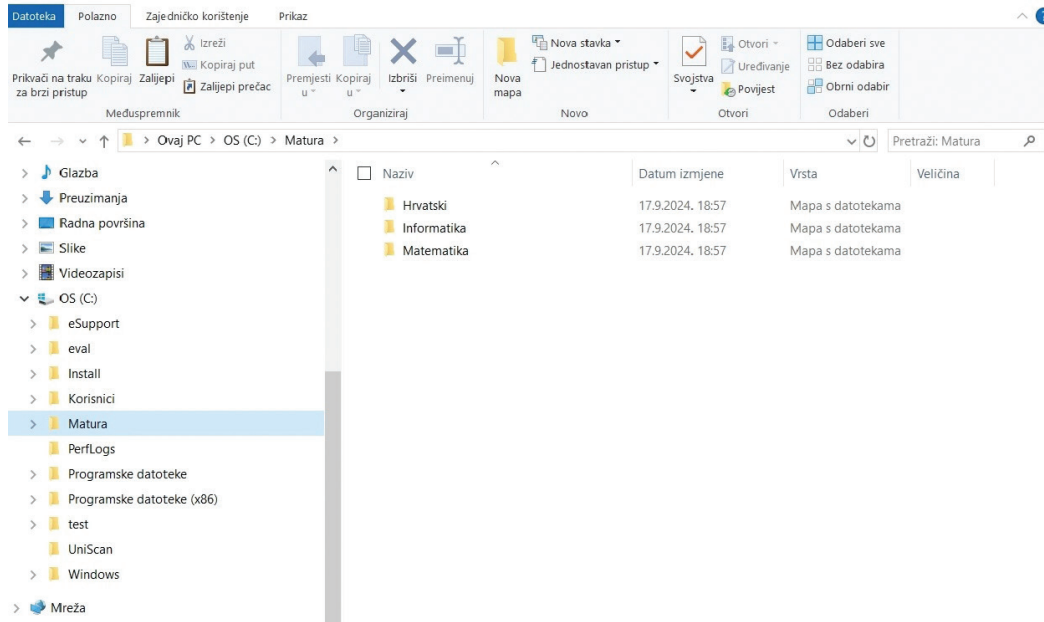 Datoteka Polazno Zajedničko korištenje Prikaz
Prikvači na traku za brzi pristup
Kopiraj
Zalijepi
Izreži
Kopiraj put
Zalijepi prečac
Međuspremnik
Premjesti u
Kopiraj u
Izbriši
Preimenuj
Organiziraj
Nova mapa
Nova stavka
Jednostavan pristup
Novo
Svojstva
Otvori
Uređivanje
Povijest
Otvori
Odaberi sve
Bez odabira
Obrni odabir
Odaberi
> Ovaj PC > OS (C:) > Matura >
Pretraži: Matura
Glazba
Preuzimanja
Radna površina
Slike
Videozapisi
OS (C:)
eSupport
eval
Install
Korisnici
Matura
PerfLogs
Programske datoteke
Programske datoteke (x86)
test
UniScan
Windows
Mreža
Naziv Datum izmjene Vrsta Veličina
Hrvatski 17.9.2024. 18:57 Mapa s datotekama
Informatika 17.9.2024. 18:57 Mapa s datotekama
Matematika 17.9.2024. 18:57 Mapa s datotekama